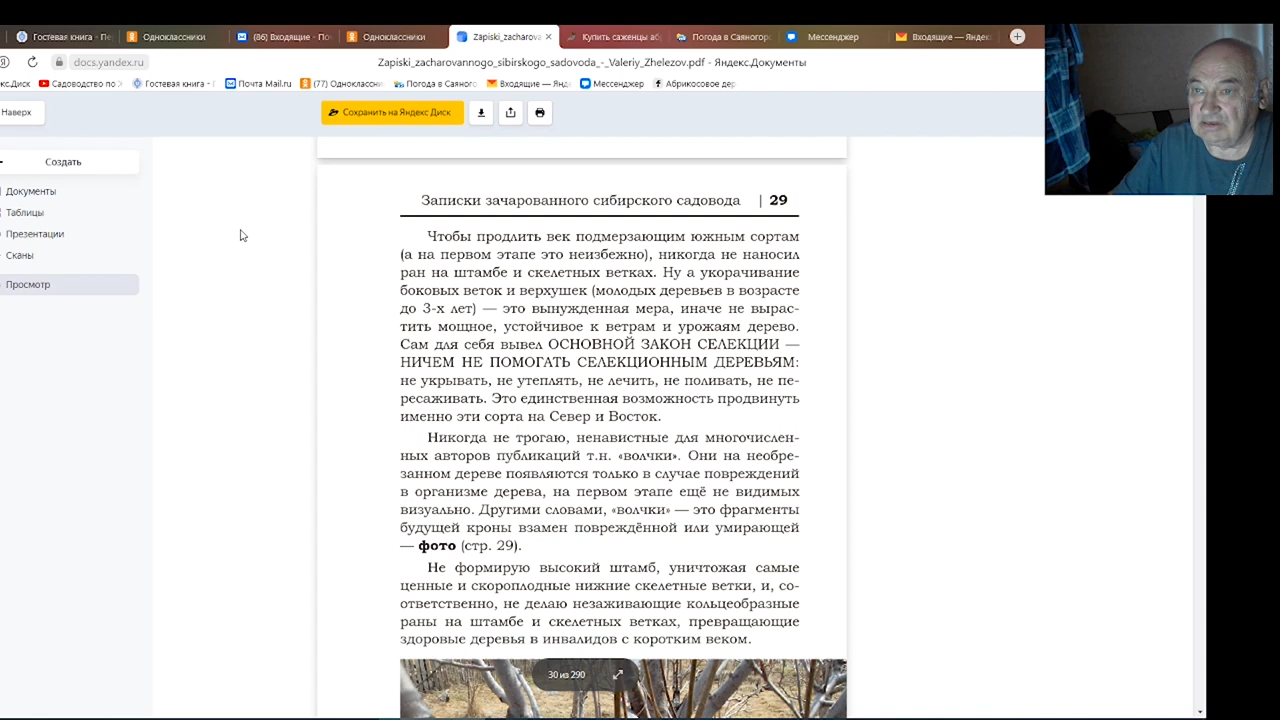 Гостевая книга - Пе
Одноклассники
(86) Входящие - По
Одноклассники
Zapiski_zacharova
Купить саженцы аб
Погода в Саяногор
Мессенджер
Входящие — Янде
docs.yandex.ru
Zapiski_zacharovannogo_sibirskogo_sadovoda_-_Valeriy_Zhelezov.pdf - Яндекс.Документы
кс.Диск
Садоводство по
Гостевая книга -
Почта Mail.ru
(77) Одноклассн
Погода в Саяного
Входящие — Янд
Мессенджер
Абрикосовое дер
Наверх
Сохранить на Яндекс Диск
Создать
Документы
Таблицы
Презентации
Сканы
Просмотр
Записки зачарованного сибирского садовода | 29
Чтобы продлить век подмерзающим южным сортам
(а на первом этапе это неизбежно), никогда не наносил
ран на штамбе и скелетных ветках. Ну а укорачивание
боковых веток и верхушек (молодых деревьев в возрасте
до 3-х лет) — это вынужденная мера, иначе не вырас-
тить мощное, устойчивое к ветрам и урожаям дерево.
Сам для себя вывел ОСНОВНОЙ ЗАКОН СЕЛЕКЦИИ —
НИЧЕМ НЕ ПОМОГАТЬ СЕЛЕКЦИОННЫМ ДЕРЕВЬЯМ:
не укрывать, не утеплять, не лечить, не поливать, не пе-
ресаживать. Это единственная возможность продвинуть
именно эти сорта на Север и Восток.
Никогда не трогаю, ненавистные для многочислен-
ных авторов публикаций т.н. «волчки». Они на необре-
занном дереве появляются только в случае повреждений
в организме дерева, на первом этапе ещё не видимых
визуально. Другими словами, «волчки» — это фрагменты
будущей кроны взамен повреждённой или умирающей
— фото (стр. 29).
Не формирую высокий штамб, уничтожая самые
ценные и скороплодные нижние скелетные ветки, и, со-
ответственно, не делаю незаживающие кольцеобразные
раны на штамбе и скелетных ветках, превращающие
здоровые деревья в инвалидов с коротким веком.
30 из 290